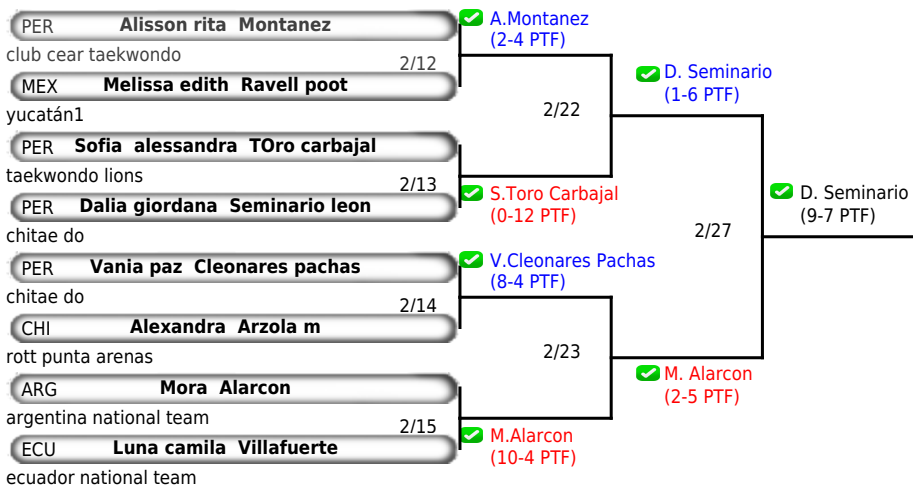 PER Alisson rita Montanez
club cear taekwondo
2/12
MEX Melissa edith Ravell poot
yucatán1
PER Sofia alessandra TOro carbajal
taekwondo lions
2/13
PER Dalia giordana Seminario leon
chitae do
PER Vania paz Cleonares pachas
chitae do
2/14
CHI Alexandra Arzola m
rott punta arenas
ARG Mora Alarcon
argentina national team
2/15
ECU Luna camila Villafuerte
ecuador national team
A.Montanez
(2-4 PTF)
2/22
S.Toro Carbajal
(0-12 PTF)
V.Cleonares Pachas
(8-4 PTF)
2/23
M.Alarcon
(10-4 PTF)
D. Seminario
(1-6 PTF)
2/27
M. Alarcon
(2-5 PTF)
D. Seminario
(9-7 PTF)